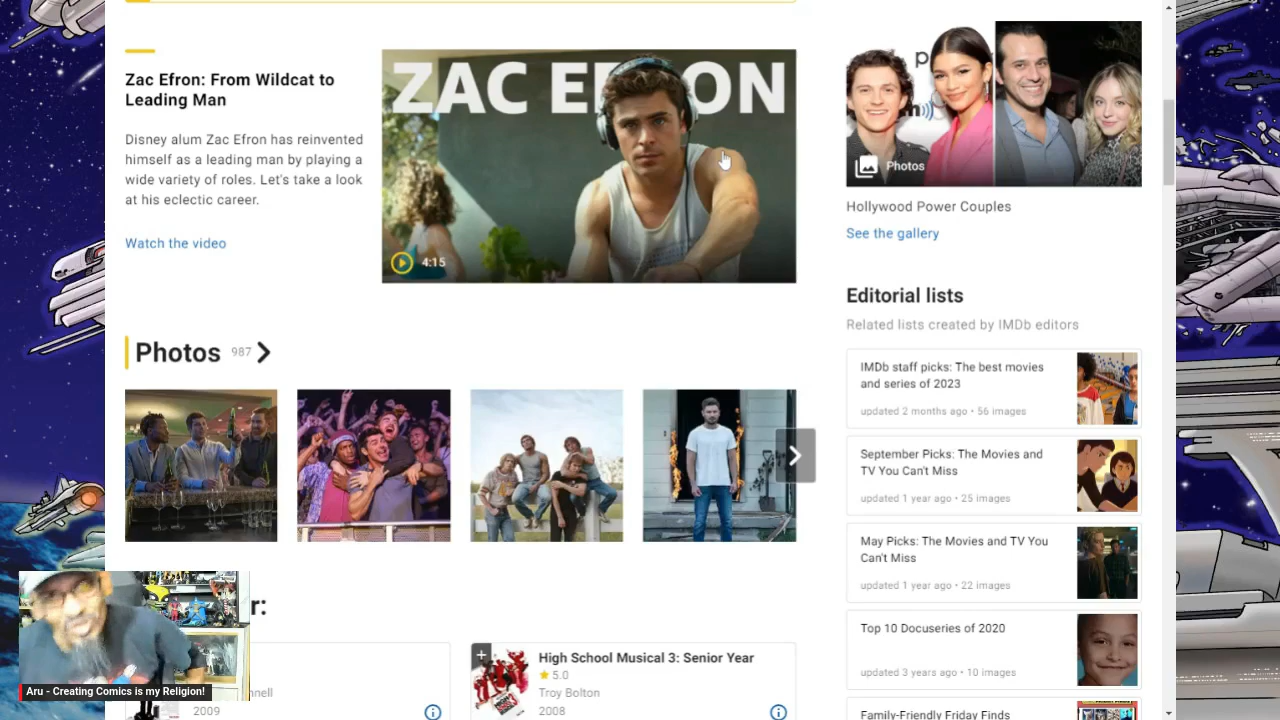 Zac Efron: From Wildcat to
Leading Man
Disney alum Zac Efron has reinvented
himself as a leading man by playing a
wide variety of roles. Let's take a look
at his eclectic career.
Watch the video
ZAC EFRON
4:15
Photos
Hollywood Power Couples
See the gallery
Editorial lists
Related lists created by IMDb editors
IMDb staff picks: The best movies
and series of 2023
updated 2 months ago • 56 images
September Picks: The Movies and
TV You Can't Miss
updated 1 year ago • 25 images
May Picks: The Movies and TV You
Can't Miss
updated 1 year ago • 22 images
Top 10 Docuseries of 2020
updated 3 years ago • 10 images
Family-Friendly Friday Finds
Photos 987
r:
nnell
2009
High School Musical 3: Senior Year
5.0
Troy Bolton
2008
Aru - Creating Comics is my Religion!